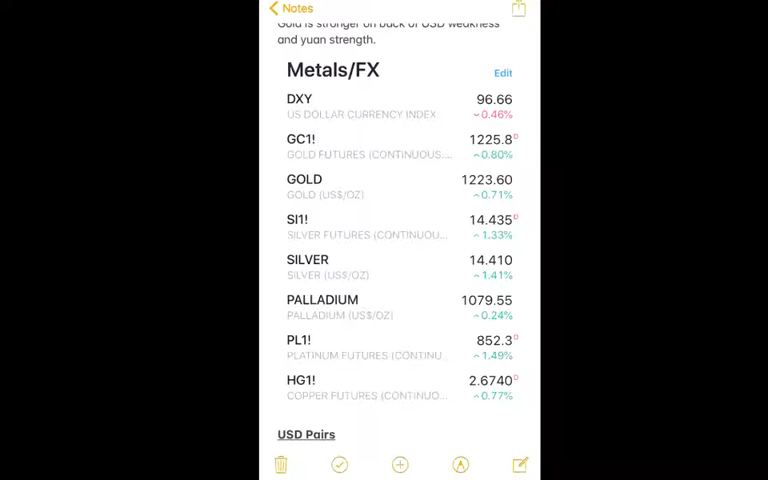 Notes
Gold is stronger on back of USD weakness
and yuan strength.
Metals/FX
Edit
DXY 96.66
US DOLLAR CURRENCY INDEX 0.46%
GC1! 1225.8 D
GOLD FUTURES (CONTINUOUS.... 0.80%
GOLD 1223.60
GOLD (US$/OZ) 0.71%
SI1! 14.435 D
SILVER FUTURES (CONTINUOU... 1.33%
SILVER 14.410
SILVER (US$/OZ) 1.41%
PALLADIUM 1079.55
PALLADIUM (US$/OZ) 0.24%
PL1! 852.3 D
PLATINUM FUTURES (CONTINU 1.49%
HG1! 2.6740 D
COPPER FUTURES (CONTINUO... 0.77%
USD Pairs